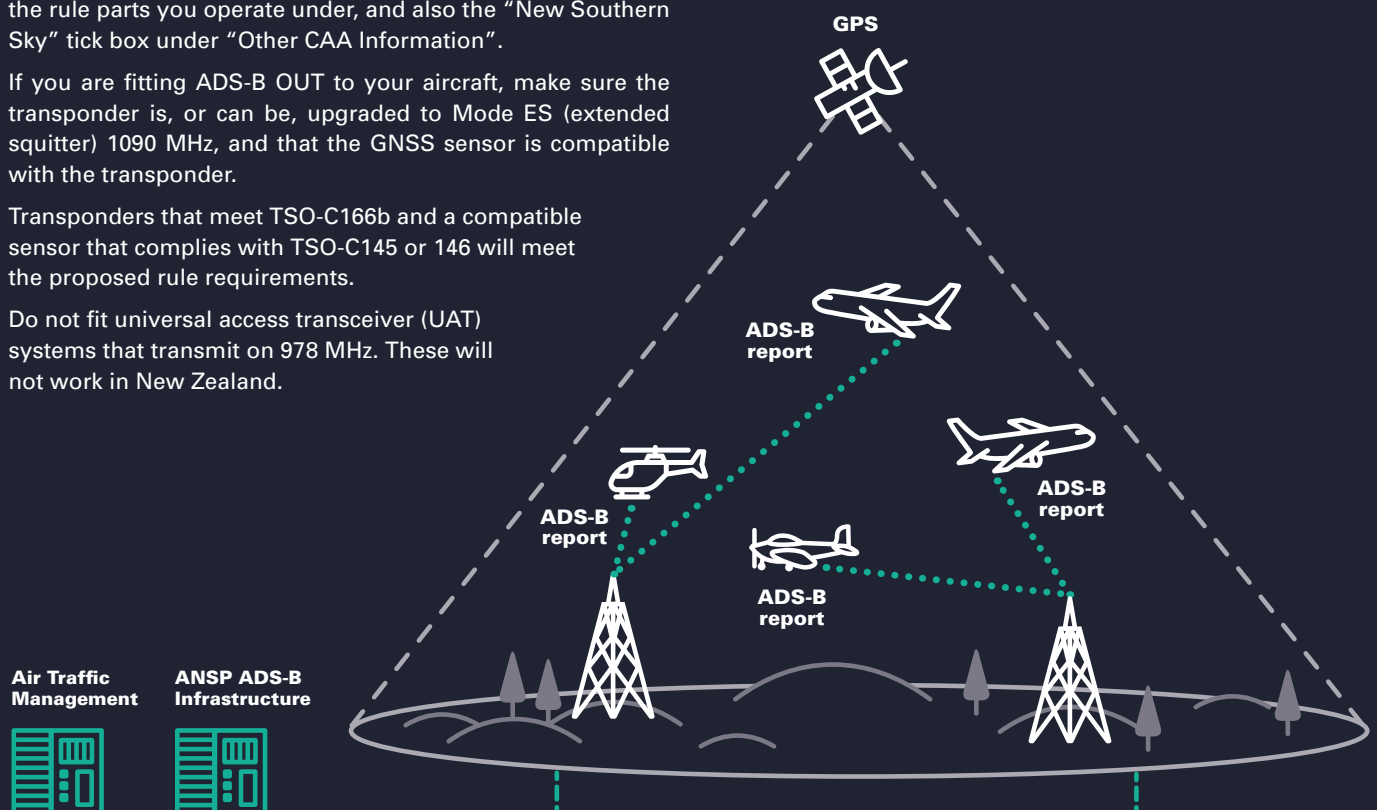 the rule parts you operate under, and also the “New Southern
Sky” tick box under “Other CAA Information”.
If you are fitting ADS-B OUT to your aircraft, make sure the
transponder is, or can be, upgraded to Mode ES (extended
squitter) 1090 MHz, and that the GNSS sensor is compatible
with the transponder.
Transponders that meet TSO-C166b and a compatible
sensor that complies with TSO-C145 or 146 will meet
the proposed rule requirements.
Do not fit universal access transceiver (UAT)
systems that transmit on 978 MHz. These will
not work in New Zealand.
GPS
ADS-B
report
ADS-B
report
ADS-B
report
ADS-B
report
Air Traffic
Management
ANSP ADS-B
Infrastructure